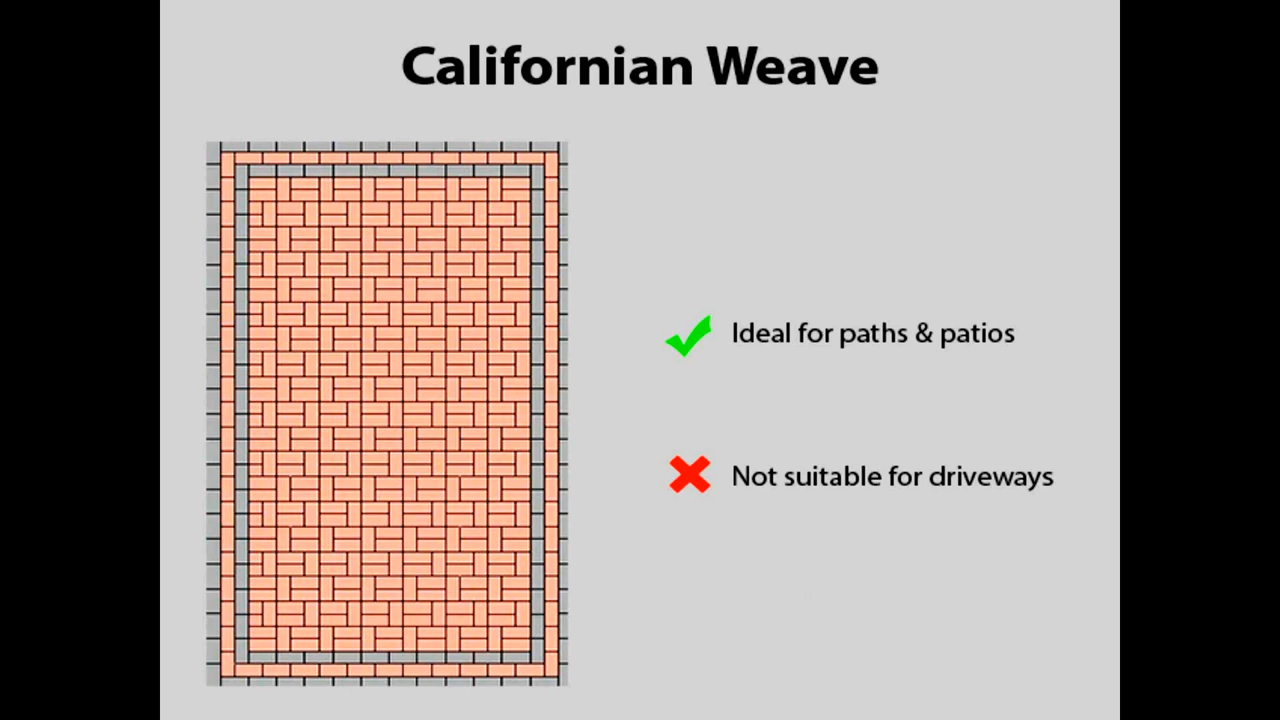 Californian Weave
Ideal for paths & patios
Not suitable for driveways